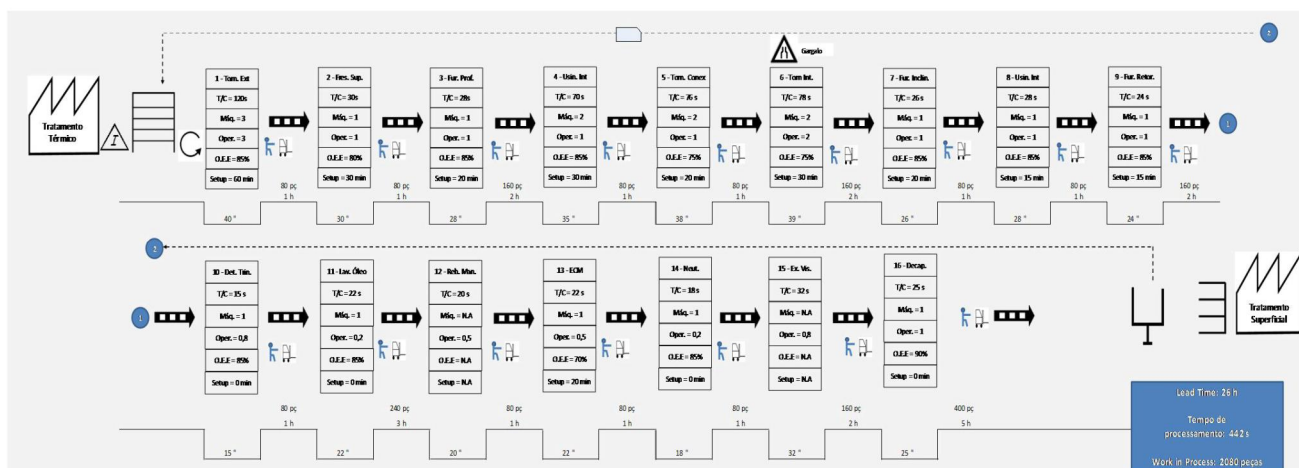 2
Gargalo
Tratamento
Térmico
I
1 - Torn. Ext
T/C = 120s
Máq. = 3
Oper. = 3
O.E.E = 85%
Setup = 60 min
2 - Fres. Sup.
T/C = 30s
Máq. = 1
Oper. = 1
O.E.E = 80%
Setup = 30 min
3 - Fur. Prof.
T/C = 28s
Máq. = 1
Oper. = 1
O.E.E = 85%
Setup = 20 min
4 - Usin. Int
T/C = 70 s
Máq. = 2
Oper. = 1
O.E.E = 85%
Setup = 30 min
5 - Torn. Conex
T/C = 76 s
Máq. = 2
Oper. = 1
O.E.E = 75%
Setup = 20 min
6 - Torn Int.
T/C = 78 s
Máq. = 2
Oper. = 2
O.E.E = 75%
Setup = 30 min
7 - Fur. Inclin.
T/C = 26 s
Máq. = 1
Oper. = 1
O.E.E = 85%
Setup = 20 min
8 - Usin. Int
T/C = 28 s
Máq. = 1
Oper. = 1
O.E.E = 85%
Setup = 15 min
9 - Fur. Retor.
T/C = 24 s
Máq. = 1
Oper. = 1
O.E.E = 85%
Setup = 15 min
1
80 pç 80 pç 160 pç 80 pç 80 pç 160 pç 80 pç 80 pç 160 pç
1 h 1 h 2 h 1 h 1 h 2 h 1 h 1 h 2 h
40 " 30" 28 " 35 " 38 " 39 " 26 " 28 " 24 "
2
1
10 - Det. Trin.
T/C = 15 s
Máq. = 1
Oper. = 0,8
O.E.E = 85%
Setup = 0 min
11 - Lav. Óleo
T/C = 22 s
Máq. = 1
Oper. = 0,2
O.E.E = 85%
Setup = 0 min
12 - Reb. Man.
T/C = 20 s
Máq. = N.A
Oper. = 0,5
O.E.E = N.A
Setup = N.A
13 - ECM
T/C = 22 s
Máq. = 1
Oper. = 0,5
O.E.E = 70%
Setup = 20 min
14 - Neut.
T/C = 18 s
Máq. = 1
Oper. = 0,2
O.E.E = 85%
Setup = 0 min
15 - Ex. Vis.
T/C = 32 s
Máq. = N.A
Oper. = 0,8
O.E.E = N.A
Setup = N.A
16 - Decap.
T/C = 25 s
Máq. = 1
Oper. = 1
O.E.E = 90%
Setup = 0 min
Tratamento
Superficial
80 pç 240 pç 80 pç 80 pç 80 pç 160 pç 400 pç
1 h 3 h 1 h 1 h 1 h 2 h 5 h
15 " 22 " 20" 22 " 18 " 32 " 25 "
Lead Time: 26 h
Tempo de
processamento: 442 s
Work in Process: 2080 peças